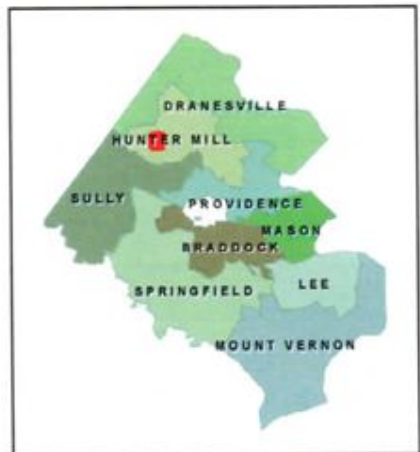 DRANESVILLE
HUNTER MILL
SULLY
PROVIDENCE
MASON
BRADDOCK
LEE
SPRINGFIELD
MOUNT VERNON